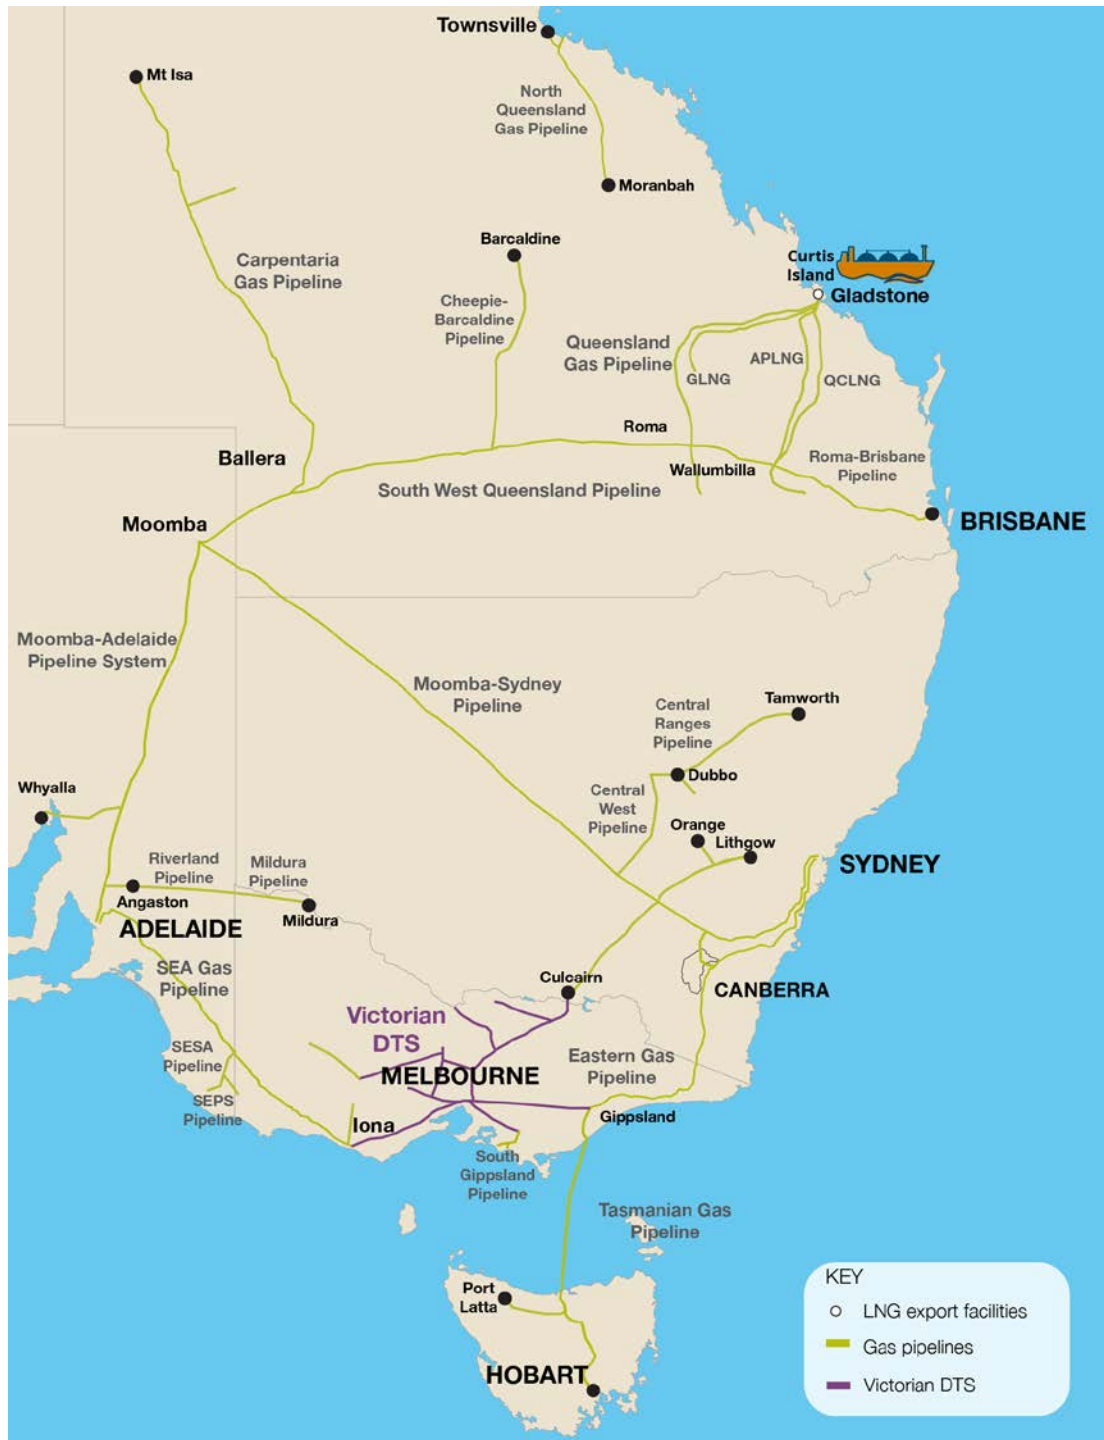 Townsville
Mt Isa
North
Queensland
Gas Pipeline
Moranbah
Barcaldine
Carpentaria
Gas Pipeline
Curtis
Island
Gladstone
Cheepie-
Barcaldine
Pipeline
Queensland
Gas Pipeline
GLNG
APLNG
QCLNG
Roma
Ballera
Wallumbilla
Roma-Brisbane
Pipeline
South West Queensland Pipeline
Moomba
BRISBANE
Moomba-Adelaide
Pipeline System
Moomba-Sydney
Pipeline
Central
Ranges
Pipeline
Tamworth
Dubbo
Whyalla
Central
West
Pipeline
Orange
Lithgow
SYDNEY
Riverland
Pipeline
Mildura
Pipeline
Angaston
Mildura
ADELAIDE
SEA Gas
Pipeline
Culcairn
CANBERRA
Victorian
DTS
SESA
Pipeline
MELBOURNE
Eastern Gas
Pipeline
SEPS
Pipeline
Iona
Gippsland
South
Gippsland
Pipeline
Tasmanian Gas
Pipeline
Port
Latta
HOBART
KEY
LNG export facilities
Gas pipelines
Victorian DTS